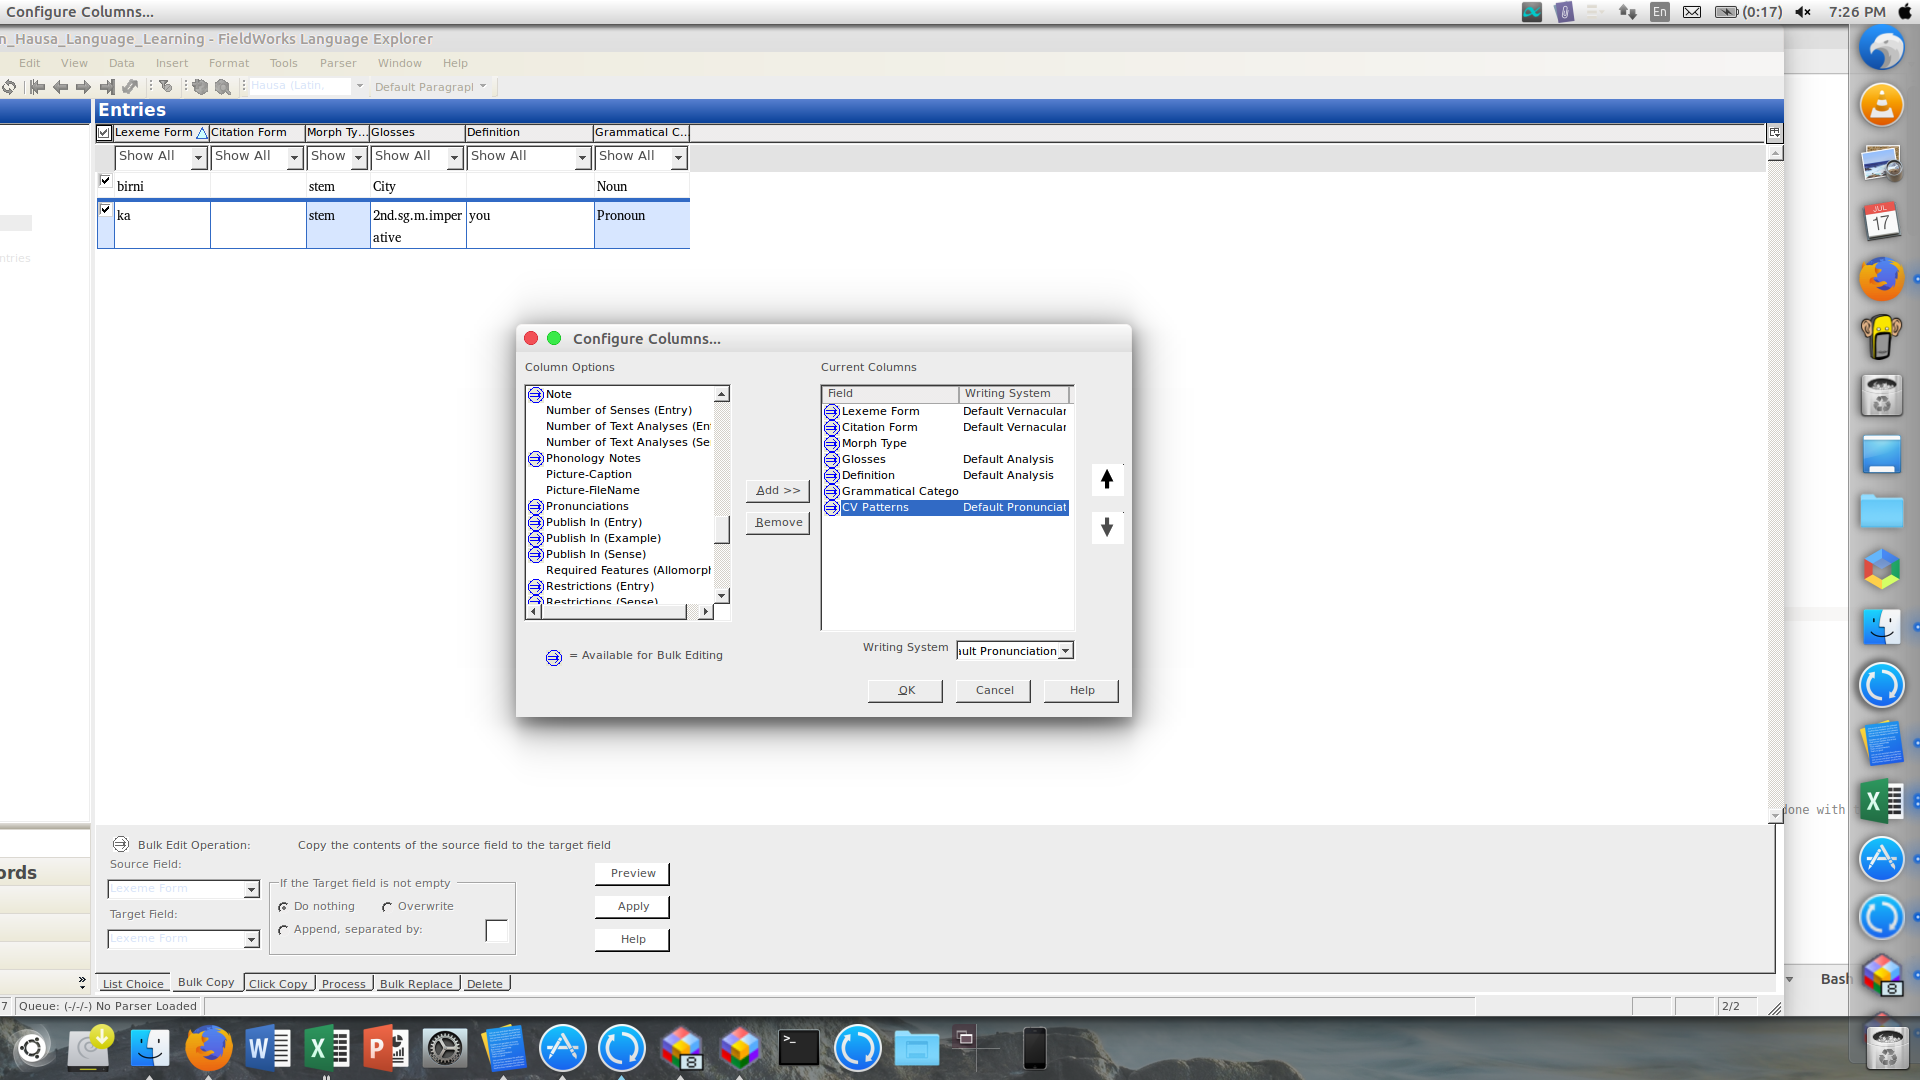 Configure Columns...
En
(0:17)
7:26 PM
n_Hausa_Language_Learning - FieldWorks Language Explorer
Edit View Data Insert Format Tools Parser Window Help
Hausa (Latin,
Default Paragrapl
Entries
Lexeme Form Citation Form Morph Ty... Glosses Definition Grammatical C...
Show All Show All Show Show All Show All Show All
birni stem City Noun
ka stem 2nd.sg.m.imper you Pronoun
ative
ntries
JUL
17
Configure Columns...
Column Options
Note
Number of Senses (Entry)
Number of Text Analyses (En
Number of Text Analyses (Se
Phonology Notes
Picture-Caption
Picture-FileName
Pronunciations
Publish In (Entry)
Publish In (Example)
Publish In (Sense)
Required Features (Allomorph
Restrictions (Entry)
Restrictions (Sense)
= Available for Bulk Editing
Add >>
Remove
Current Columns
Field Writing System
Lexeme Form Default Vernacular
Citation Form Default Vernacular
Morph Type
Glosses Default Analysis
Definition Default Analysis
Grammatical Catego
CV Patterns Default Pronunciat
Writing System
ault Pronunciation
OK Cancel Help
done with
Bulk Edit Operation: Copy the contents of the source field to the target field
Source Field:
Lexeme Form
Target Field:
Lexeme Form
If the Target field is not empty
Do nothing Overwrite
Append, separated by:
Preview
Apply
Help
ords
List Choice Bulk Copy Click Copy Process Bulk Replace Delete
7 Queue: (-/-/-) No Parser Loaded
2/2
Bash
8
8